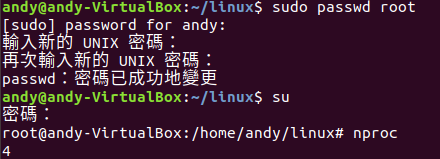 andy@andy-VirtualBox:~/linux$ sudo passwd root
[sudo] password for andy:
輸入新的 UNIX 密碼：
再次輸入新的 UNIX 密碼：
passwd：密碼已成功地變更
andy@andy-VirtualBox:~/linux$ su
密碼：
root@andy-VirtualBox:/home/andy/linux# nproc
4